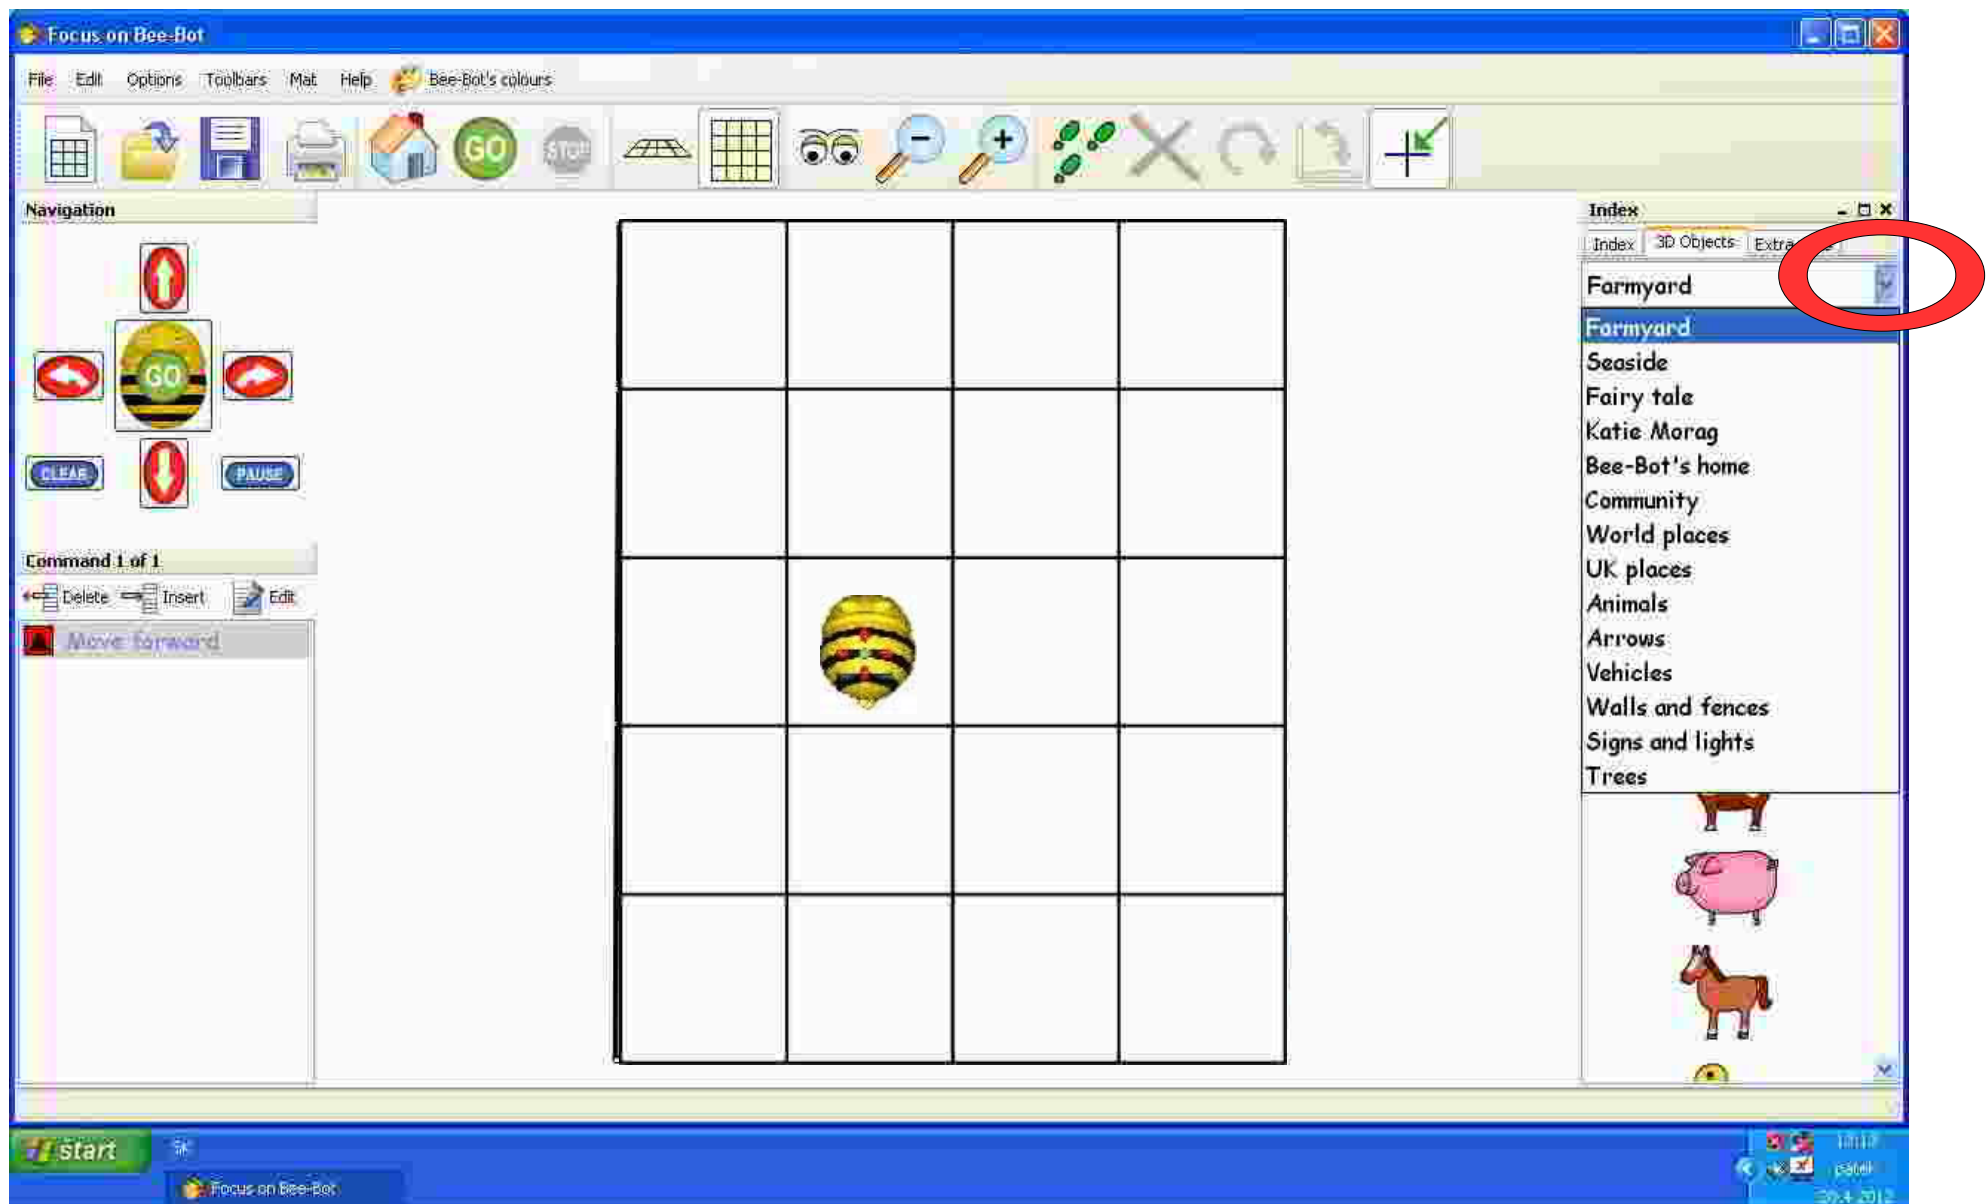 Focus on Bee-Bot
File Edit Options Toolbars Mat Help Bee-Bot's colours
GO STOP
Navigation
GO
CLEAR PAUSE
Command 1 of 1
Delete Insert Edit
Move forward
Index
Index 3D Objects Extra
Farmyard
Farmyard
Seaside
Fairy tale
Katie Morag
Bee-Bot's home
Community
World places
UK places
Animals
Arrows
Vehicles
Walls and fences
Signs and lights
Trees
start SK
Focus on Bee-Bot